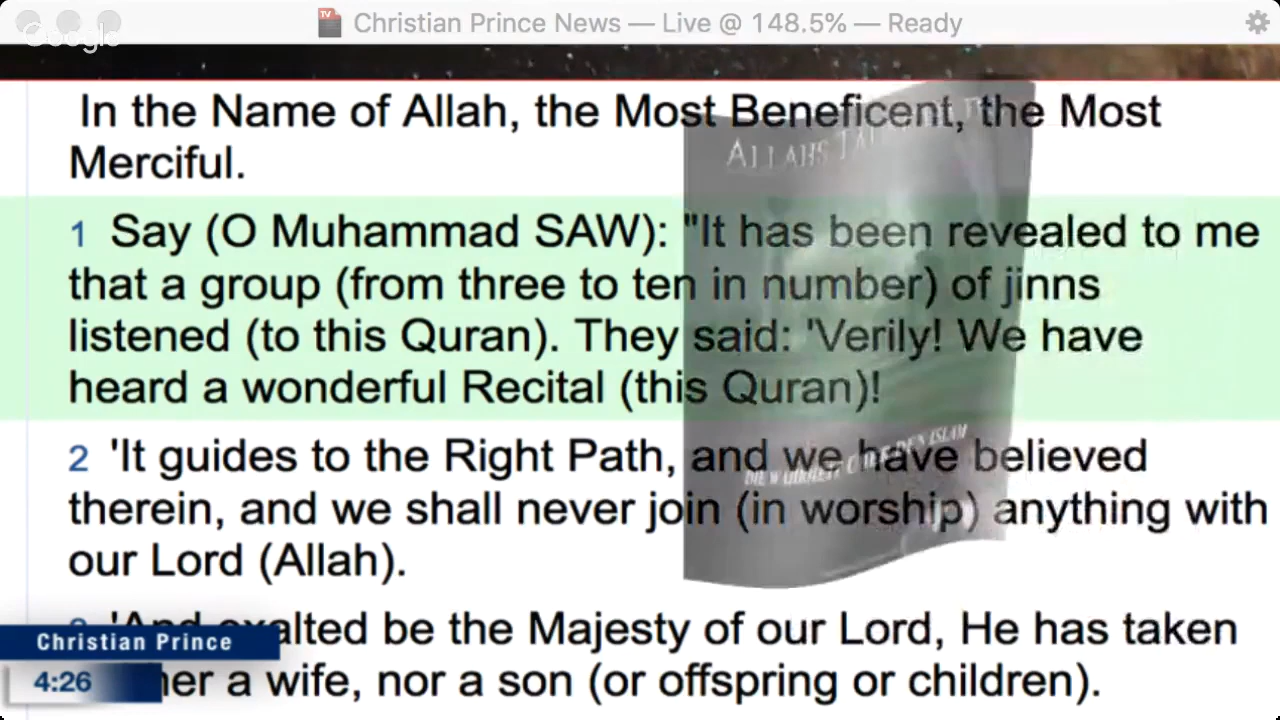 Christian Prince News — Live @ 148.5% — Ready
Google
In the Name of Allah, the Most Beneficent, the Most
Merciful.
1 Say (O Muhammad SAW): "It has been revealed to me
that a group (from three to ten in number) of jinns
listened (to this Quran). They said: 'Verily! We have
heard a wonderful Recital (this Quran)!
2 'It guides to the Right Path, and we have believed
therein, and we shall never join (in worship) anything with
our Lord (Allah).
'And exalted be the Majesty of our Lord, He has taken
a wife, nor a son (or offspring or children).
ALLAHS
ISLAM
Christian Prince
4:26